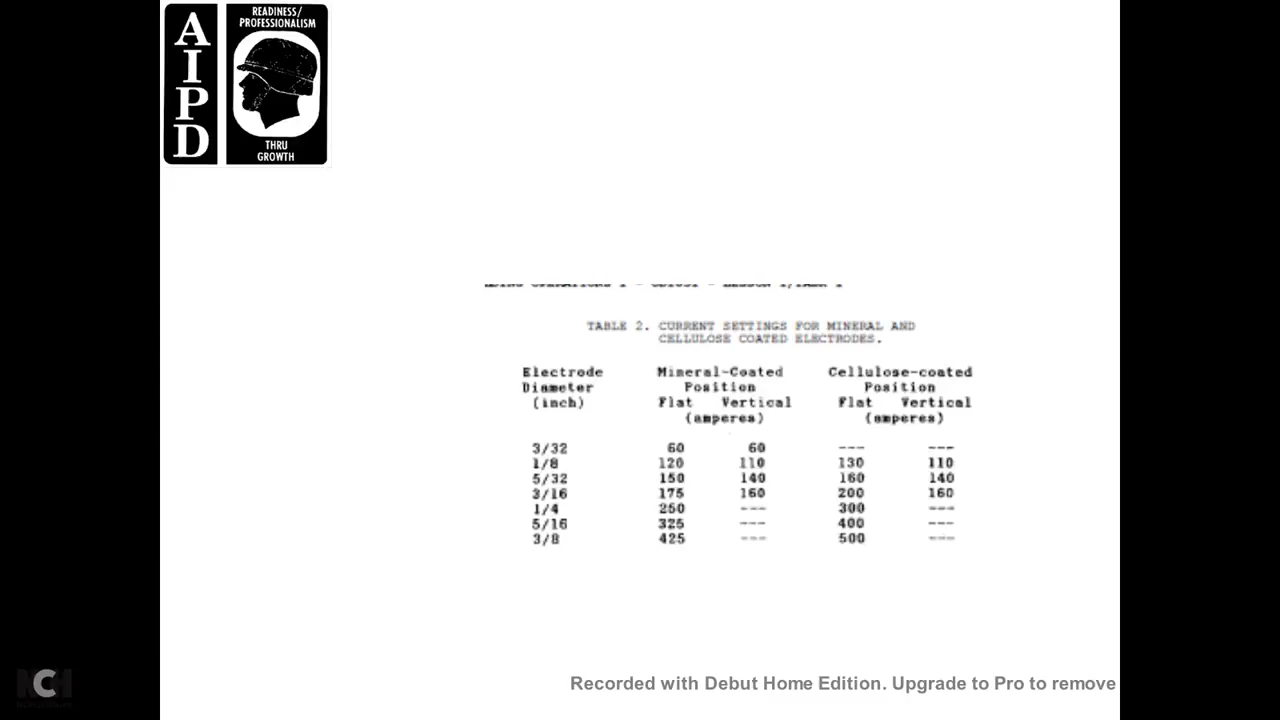 A
I
P
D
READINESS/
PROFESSIONALISM
THRU
GROWTH
TABLE 2. CURRENT SETTINGS FOR MINERAL AND
CELLULOSE COATED ELECTRODES.
Electrode Mineral-Coated Cellulose-coated
Diameter Position Position
(inch) Flat Vertical Flat Vertical
(amperes) (amperes)
3/32 60 60 --- ---
1/8 120 110 130 110
5/32 150 140 160 140
3/16 175 160 200 160
1/4 250 --- 300 ---
5/16 325 --- 400 ---
3/8 425 --- 500 ---
Recorded with Debut Home Edition. Upgrade to Pro to remove